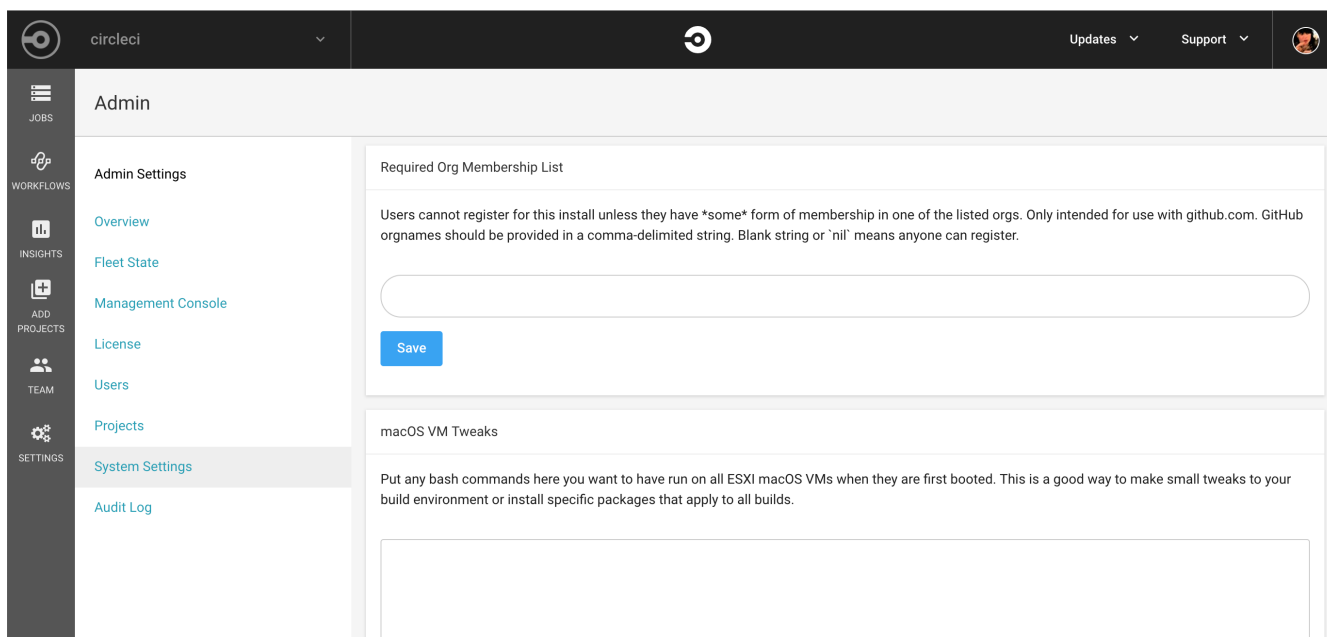 circleci
Updates
Support
JOBS
WORKFLOWS
INSIGHTS
ADD
PROJECTS
TEAM
SETTINGS
Admin
Admin Settings
Overview
Fleet State
Management Console
License
Users
Projects
System Settings
Audit Log
Required Org Membership List
Users cannot register for this install unless they have *some* form of membership in one of the listed orgs. Only intended for use with github.com. GitHub
orgnames should be provided in a comma-delimited string. Blank string or `nil` means anyone can register.
Save
macOS VM Tweaks
Put any bash commands here you want to have run on all ESXI macOS VMs when they are first booted. This is a good way to make small tweaks to your
build environment or install specific packages that apply to all builds.